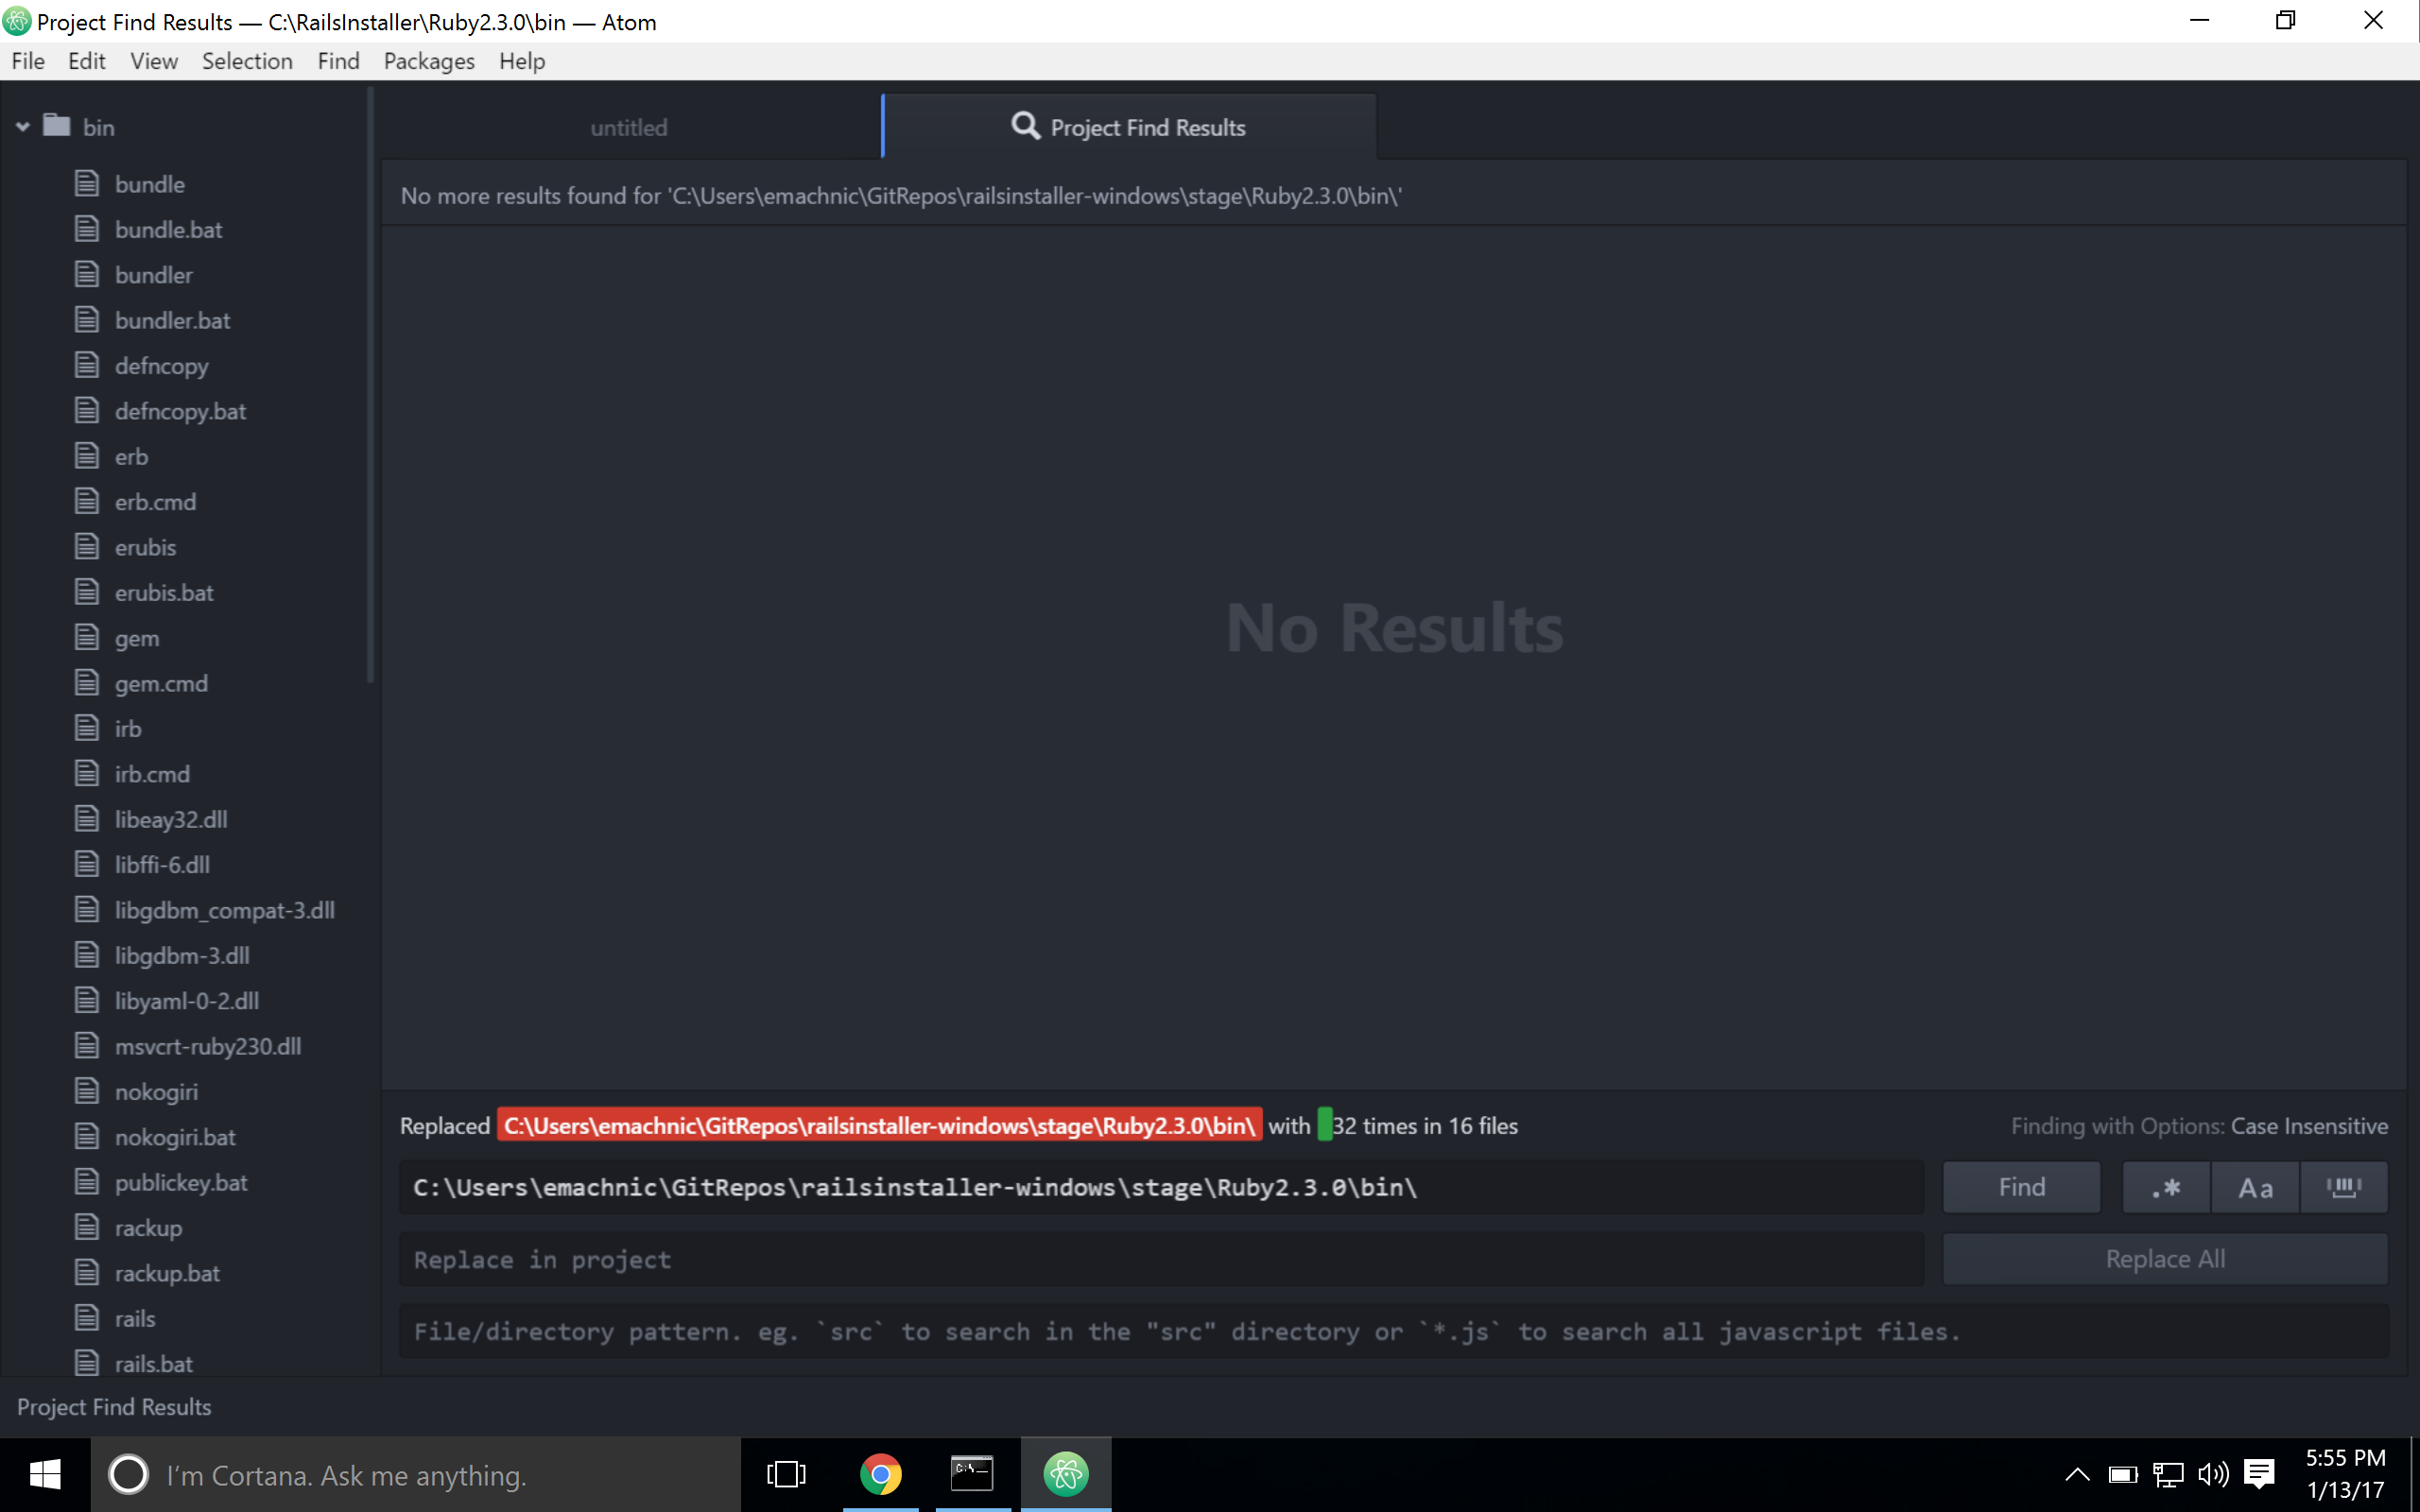 Project Find Results — C:\RailsInstaller\Ruby2.3.0\bin — Atom
File Edit View Selection Find Packages Help
bin
bundle
bundle.bat
bundler
bundler.bat
defncopy
defncopy.bat
erb
erb.cmd
erubis
erubis.bat
gem
gem.cmd
irb
irb.cmd
libeay32.dll
libffi-6.dll
libgdbm_compat-3.dll
libgdbm-3.dll
libyaml-0-2.dll
msvcrt-ruby230.dll
nokogiri
nokogiri.bat
publickey.bat
rackup
rackup.bat
rails
rails.bat
untitled
Project Find Results
No more results found for 'C:\Users\emachnic\GitRepos\railsinstaller-windows\stage\Ruby2.3.0\bin\'
No Results
Replaced C:\Users\emachnic\GitRepos\railsinstaller-windows\stage\Ruby2.3.0\bin\ with 32 times in 16 files
Finding with Options: Case Insensitive
C:\Users\emachnic\GitRepos\railsinstaller-windows\stage\Ruby2.3.0\bin\
Find
.*
Aa
Replace in project
Replace All
File/directory pattern. eg. `src` to search in the "src" directory or `*.js` to search all javascript files.
Project Find Results
I'm Cortana. Ask me anything.
C:\_
5:55 PM
1/13/17